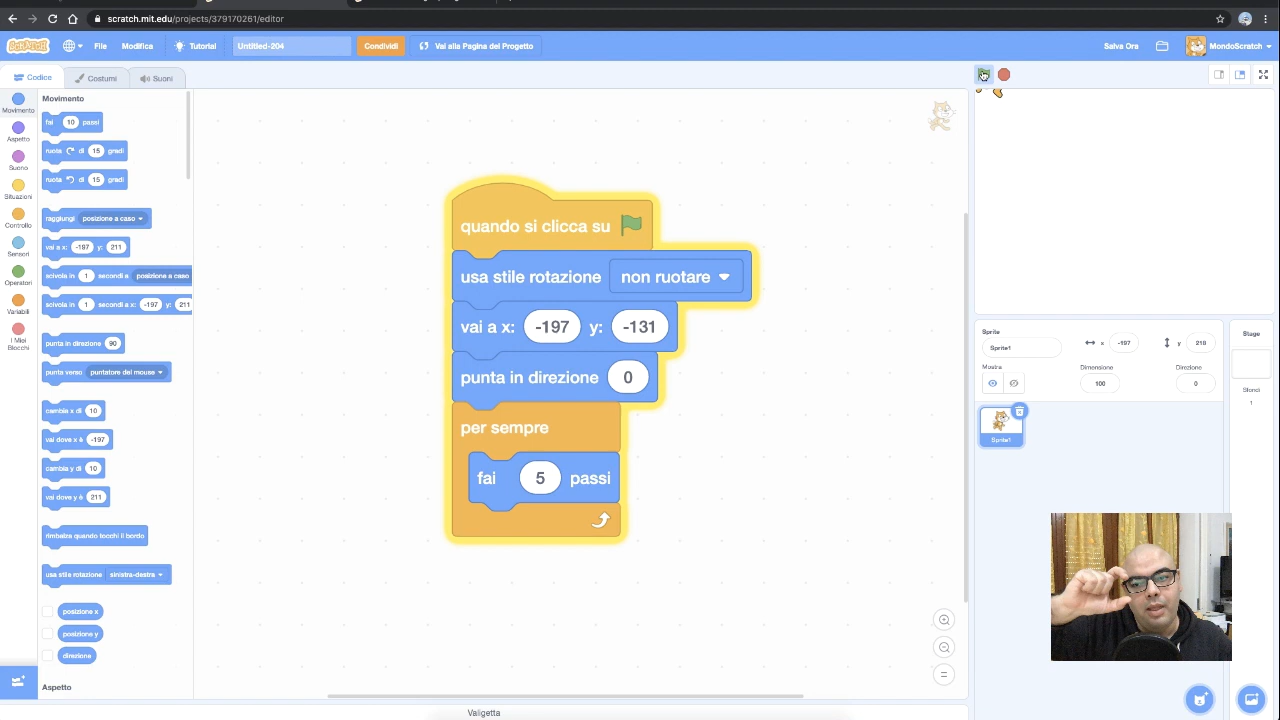 scratch.mit.edu/projects/379170261/editor
SCRATCH File Modifica Tutorial Untitled-204 Condividi Vai alla Pagina del Progetto Salva Ora MondoScratch
Codice Costumi Suoni
Movimento
Aspetto
Suono
Situazioni
Controllo
Sensori
Operatori
Variabili
I Miei
Blocchi
Movimento
fai 10 passi
ruota di 15 gradi
ruota di 15 gradi
raggiungi posizione a caso
vai a x: -197 y: 211
scivola in 1 secondi a posizione a caso
scivola in 1 secondi a x: -197 y: 211
punta in direzione 90
punta verso puntatore del mouse
cambia x di 10
vai dove x è -197
cambia y di 10
vai dove y è 211
rimbalza quando tocchi il bordo
usa stile rotazione sinistra-destra
posizione x
posizione y
direzione
Aspetto
quando si clicca su
usa stile rotazione non ruotare
vai a x: -197 y: -131
punta in direzione 0
per sempre
fai 5 passi
Valigetta
Sprite
Sprite1 x -197 y 218
Mostra Dimensione Direzione
100 0
Sprite1
Stage
Sfondi
1